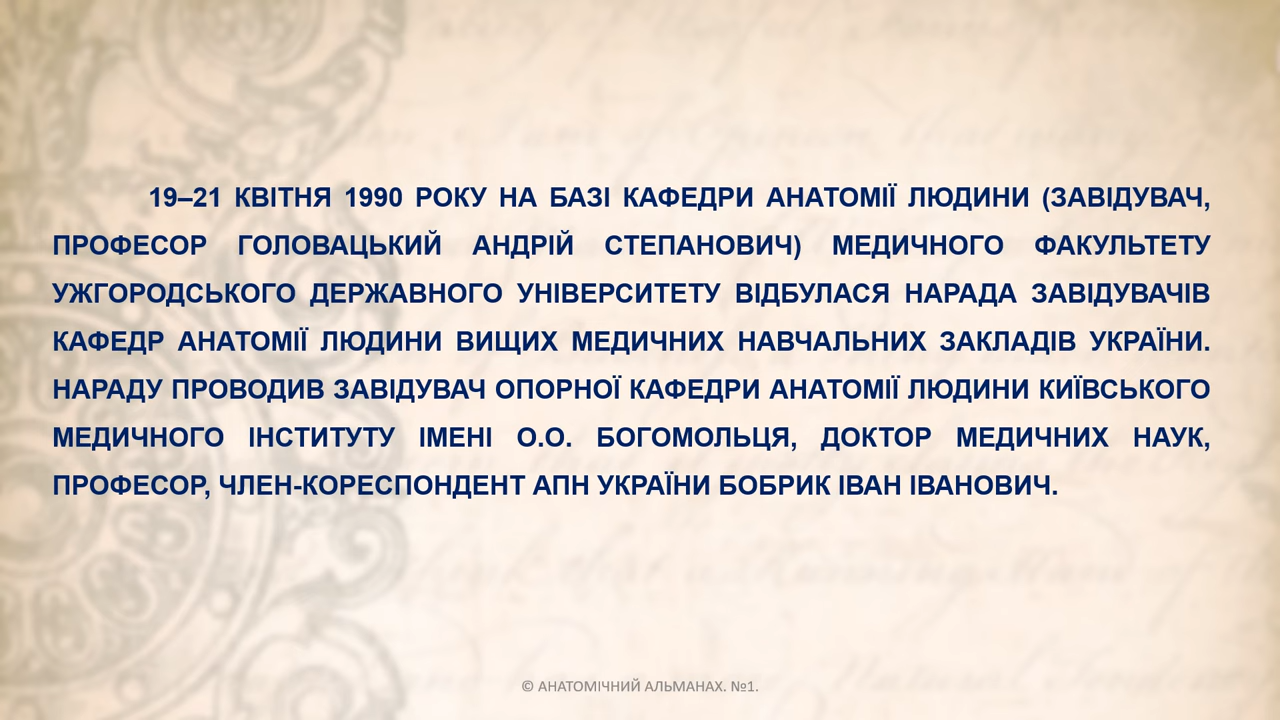 19–21 КВІТНЯ 1990 РОКУ НА БАЗІ КАФЕДРИ АНАТОМІЇ ЛЮДИНИ (ЗАВІДУВАЧ,
ПРОФЕСОР ГОЛОВАЦЬКИЙ АНДРІЙ СТЕПАНОВИЧ) МЕДИЧНОГО ФАКУЛЬТЕТУ
УЖГОРОДСЬКОГО ДЕРЖАВНОГО УНІВЕРСИТЕТУ ВІДБУЛАСЯ НАРАДА ЗАВІДУВАЧІВ
КАФЕДР АНАТОМІЇ ЛЮДИНИ ВИЩИХ МЕДИЧНИХ НАВЧАЛЬНИХ ЗАКЛАДІВ УКРАЇНИ.
НАРАДУ ПРОВОДИВ ЗАВІДУВАЧ ОПОРНОЇ КАФЕДРИ АНАТОМІЇ ЛЮДИНИ КИЇВСЬКОГО
МЕДИЧНОГО ІНСТИТУТУ ІМЕНІ О.О. БОГОМОЛЬЦЯ, ДОКТОР МЕДИЧНИХ НАУК,
ПРОФЕСОР, ЧЛЕН-КОРЕСПОНДЕНТ АПН УКРАЇНИ БОБРИК ІВАН ІВАНОВИЧ.
© АНАТОМІЧНИЙ АЛЬМАНАХ. №1.